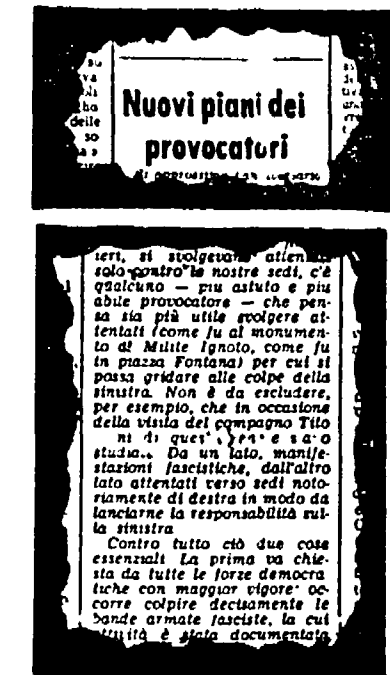 Nuovi piani dei
provocatori
ieri, si svolgevano
solo contro le nostre sedi, c'è
qualcuno — più astuto e più
abile provocatore — che pen-
sa sia più utile svolgere at-
tentati (come fu al monumen-
to al Milite Ignoto, come fu
in piazza Fontana) per cui si
possa gridare alle colpe della
sinistra. Non è da escludere,
per esempio, che in occasione
della visita del compagno Tito
ni di
studia.. Da un lato, manife-
stazioni fasciste, dall'altro
lato attentati verso sedi noto-
riamente di destra in modo da
lanciarne la responsabilità sul-
la sinistra
Contro tutto ciò due cose
essenziali La prima va chie-
sta da tutte le forze democra
tiche con maggior vigore: oc-
corre colpire decisamente le
bande armate fasciste, la cui
è stata documentata